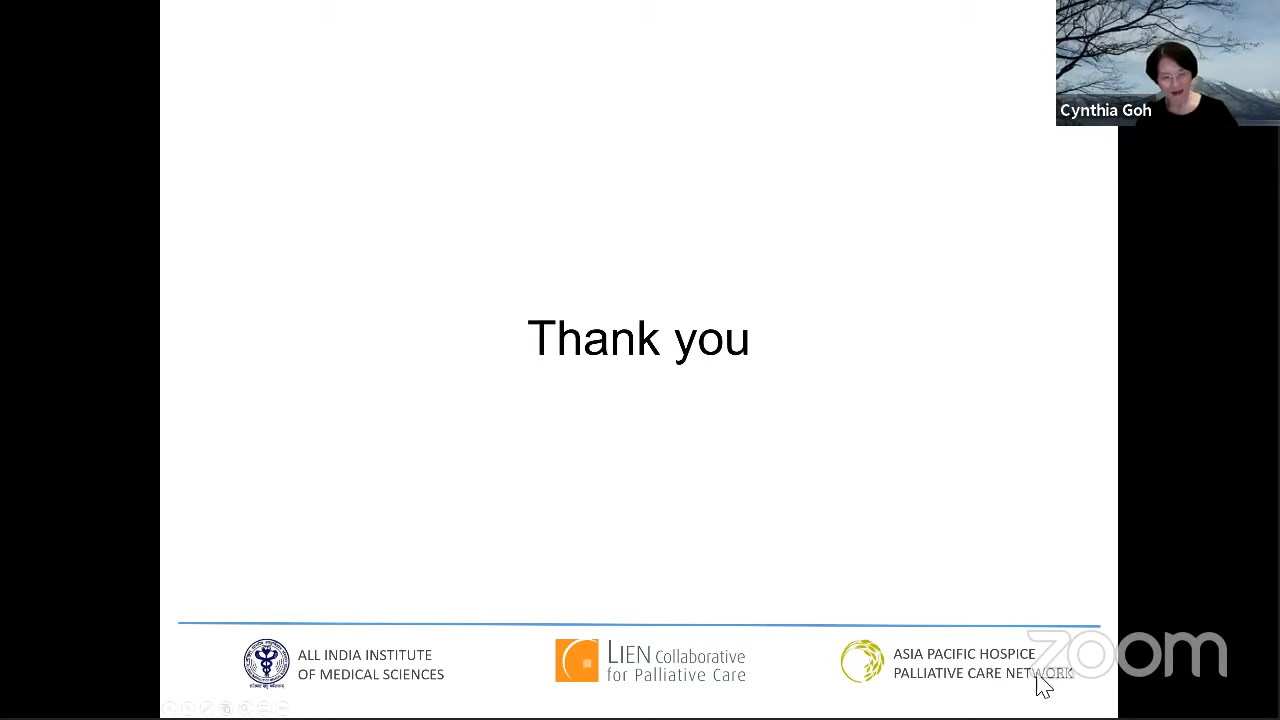 Cynthia Goh
Thank you
ALL INDIA INSTITUTE
OF MEDICAL SCIENCES
LIEN Collaborative
for Palliative Care
ASIA PACIFIC HOSPICE
PALLIATIVE CARE NETWORK
zoom